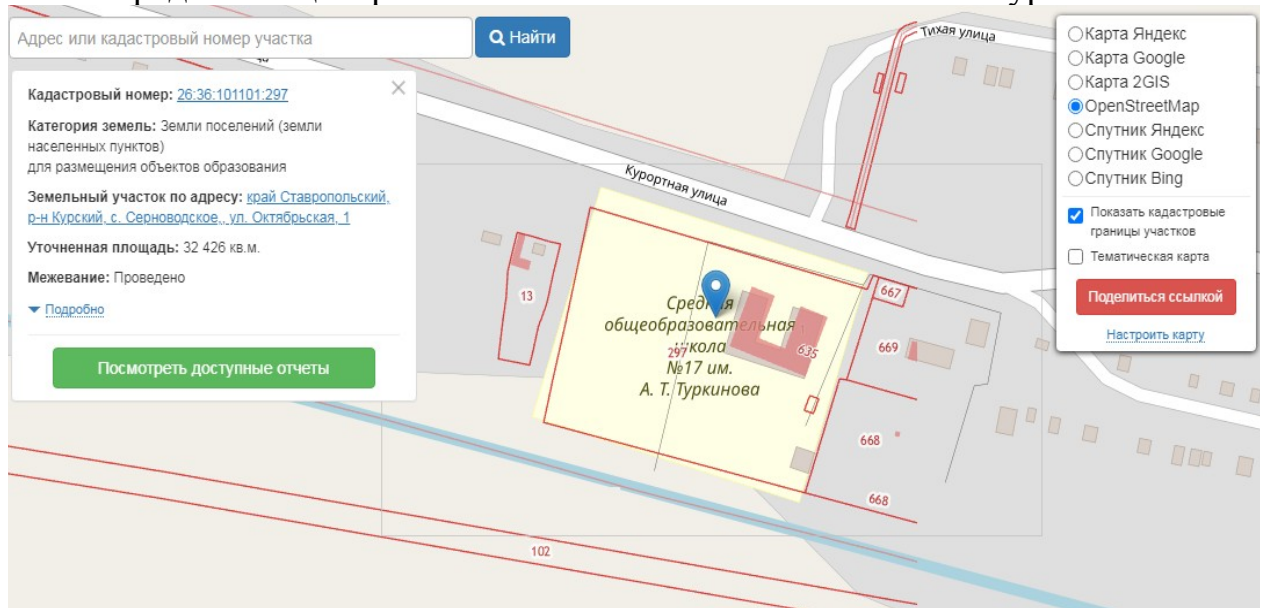 Адрес или кадастровый номер участка
Найти
Кадастровый номер: 26:36:101101:297
Категория земель: Земли поселений (земли
населенных пунктов)
для размещения объектов образования
Земельный участок по адресу: край Ставропольский,
р-н Курский, с. Серноводское,, ул. Октябрьская, 1
Уточненная площадь: 32 426 кв.м.
Межевание: Проведено
Подробно
Посмотреть доступные отчеты
Тихая улица
Курортная улица
13
Средняя
общеобразовательная
школа
№17 им.
А. Т. Туркинова
297
635
667
669
668
668
102
Карта Яндекс
Карта Google
Карта 2GIS
OpenStreetMap
Спутник Яндекс
Спутник Google
Спутник Bing
Показать кадастровые
границы участков
Тематическая карта
Поделиться ссылкой
Настроить карту